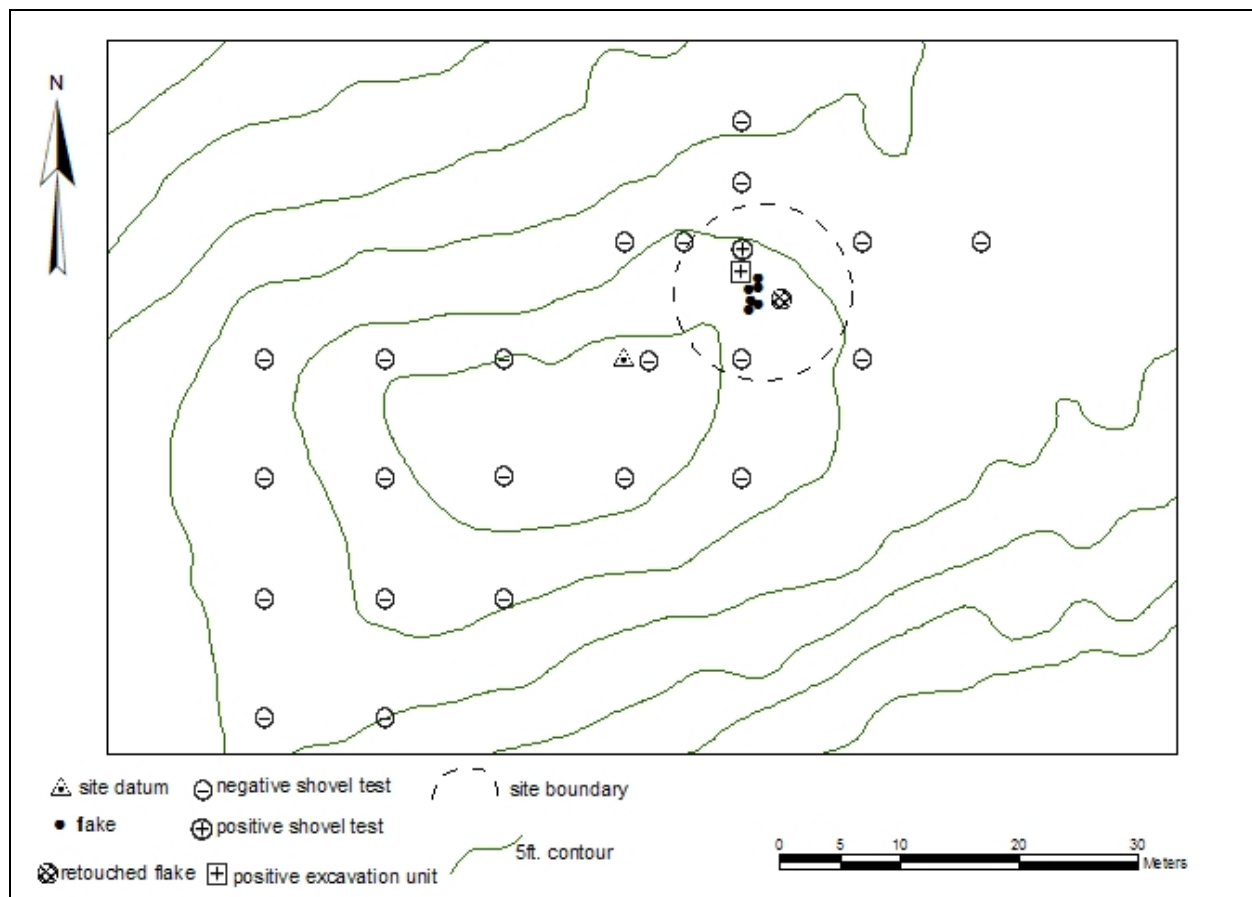 N
site datum
negative shovel test
site boundary
flake
positive shovel test
5ft. contour
retouched flake
positive excavation unit
0 5 10 20 30
Meters